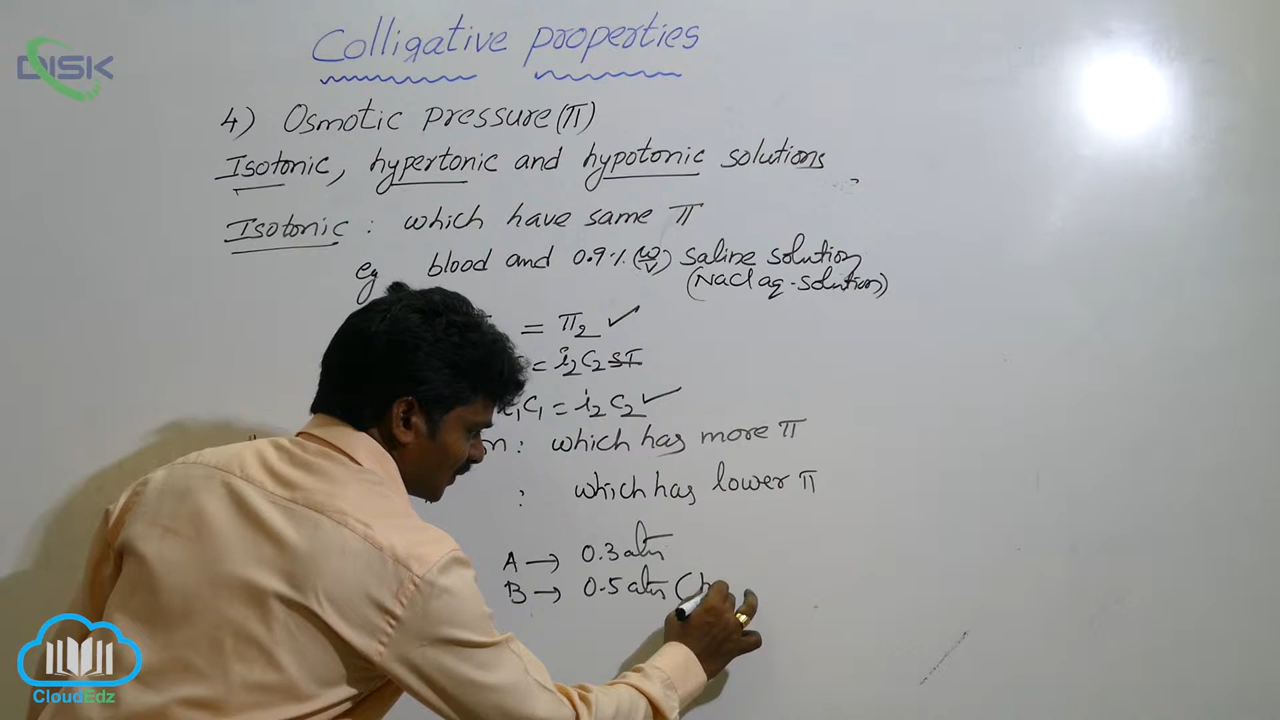 Colligative properties
DISK
4) Osmotic Pressure(π)
Isotonic, hypertonic and hypotonic solutions
Isotonic : which have same π
eg blood and 0.9% (w/v) saline solution
(NaCl aq. solution)
= π₂ ✓
= i₂C₂ST
C₁ = i₂C₂ ✓
: which has more π
: which has lower π
A → 0.3 atm
B → 0.5 atm (h
CloudEdz